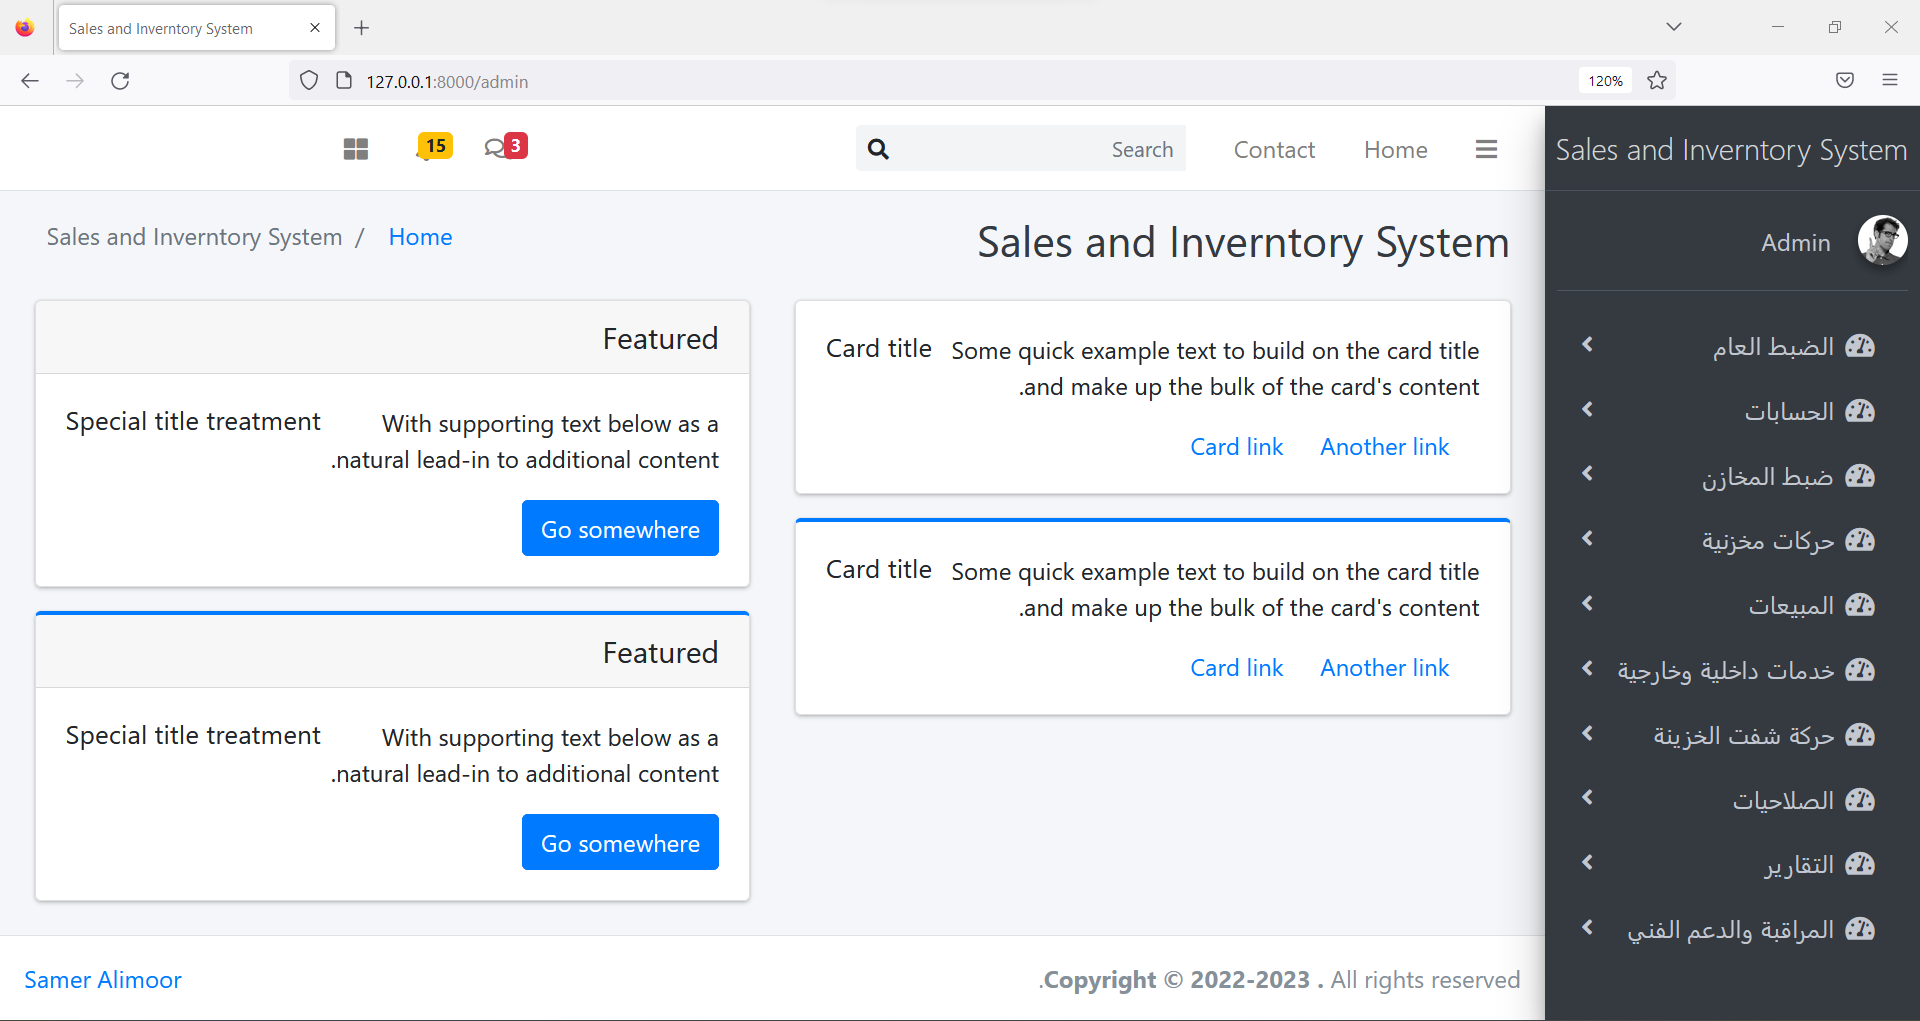 Sales and Inverntory System
127.0.0.1:8000/admin
120%
15
3
Search
Contact
Home
Sales and Inverntory System
Admin
الضبط العام
الحسابات
ضبط المخازن
حركات مخزنية
المبيعات
خدمات داخلية وخارجية
حركة شفت الخزينة
الصلاحيات
التقارير
المراقبة والدعم الفني
Sales and Inverntory System / Home
Sales and Inverntory System
Featured
Special title treatment
With supporting text below as a
.natural lead-in to additional content
Go somewhere
Featured
Special title treatment
With supporting text below as a
.natural lead-in to additional content
Go somewhere
Card title
Some quick example text to build on the card title
.and make up the bulk of the card's content
Card link
Another link
Card title
Some quick example text to build on the card title
.and make up the bulk of the card's content
Card link
Another link
Samer Alimoor
.Copyright © 2022-2023 . All rights reserved